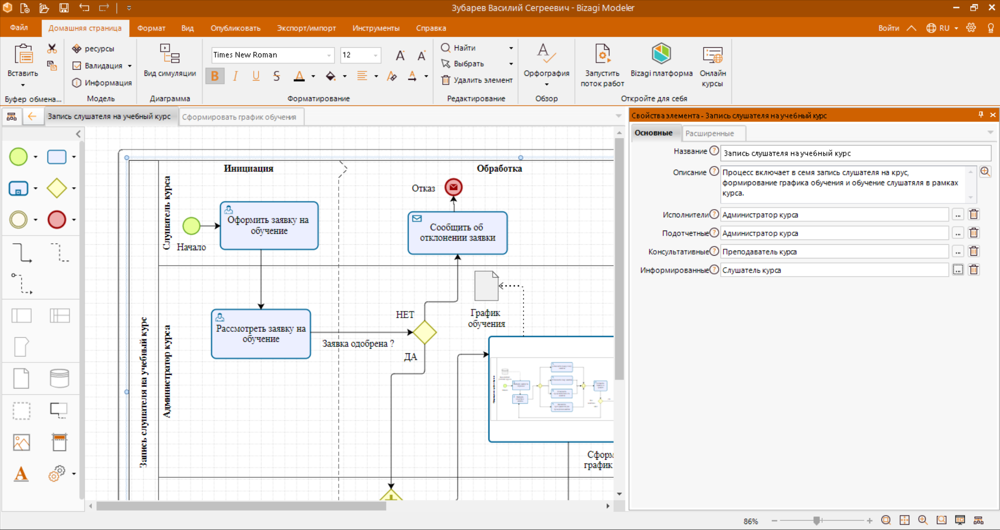 Зубарев Василий Сегреевич - Bizagi Modeler
Файл
Домашняя страница
Формат
Вид
Опубликовать
Экспорт/импорт
Инструменты
Справка
Войти
RU
Вставить
Буфер обмена...
ресурсы
Валидация
Информация
Модель
Вид симуляции
Диаграмма
Times New Roman
12
Форматирование
Найти
Выбрать
Удалить элемент
Редактирование
Орфография
Обзор
Запустить
поток работ
Bizagi платформа
Онлайн
курсы
Откройте для себя
Запись слушателя на учебный курс
Сформировать график обучения
Инициация
Обработка
Запись слушателя на учебный курс
Слушатель курса
Администратор курса
Начало
Оформить заявку на
обучение
Отказ
Сообщить об
отклонении заявки
Рассмотреть заявку на
обучение
Заявка одобрена ?
НЕТ
ДА
График
обучения
Сформ
график
Свойства элемента - Запись слушателя на учебный курс
Основные
Расширенные
Название
Запись слушателя на учебный курс
Описание
Процесс включает в семя запись слушателя на крус,
формирование графика обучения и обучение слушатяля в рамках
курса.
Исполнители
Администратор курса
Подотчетные
Администратор курса
Консультативные
Преподаватель курса
Информированные
Слушатель курса
86%